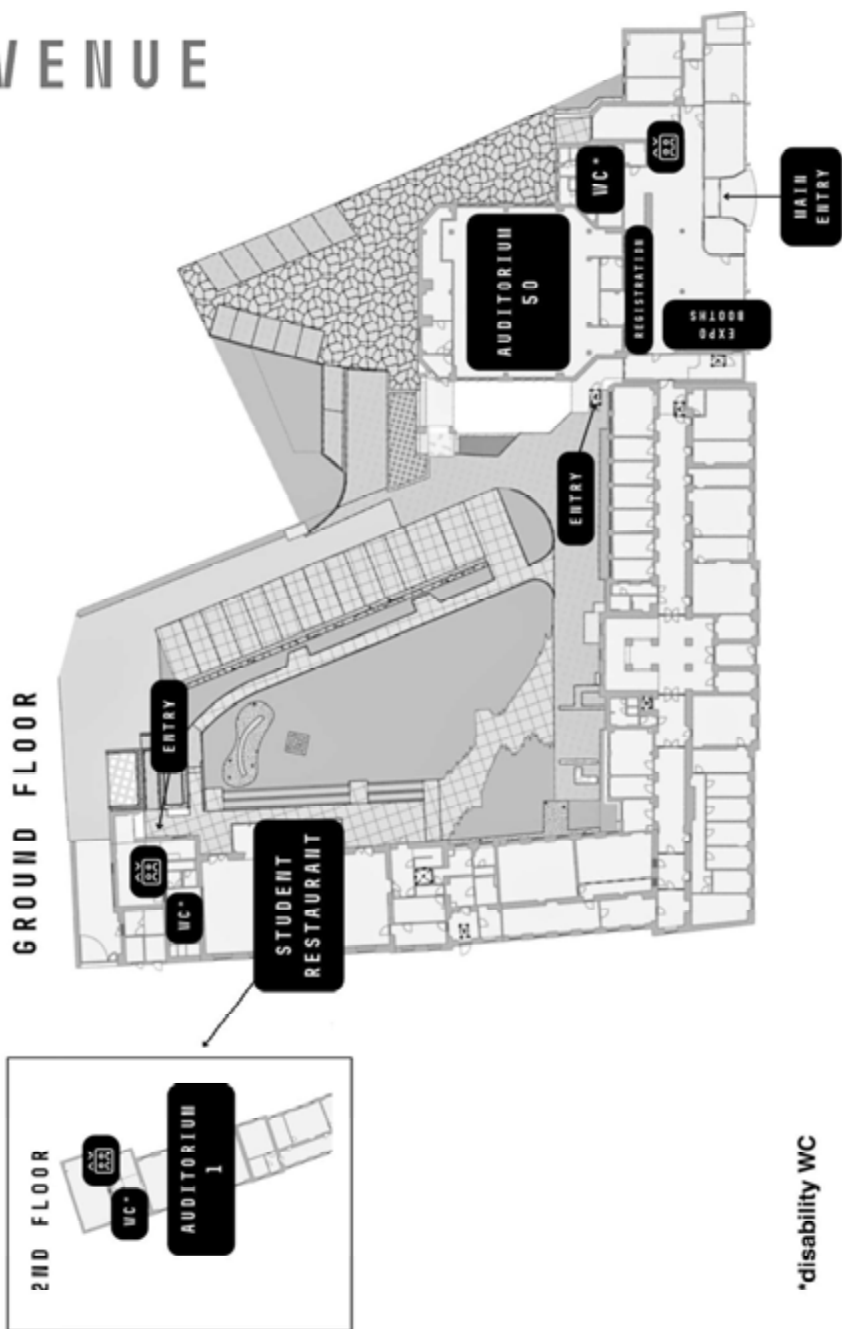 VENUE
GROUND FLOOR
2ND FLOOR
WC*
AUDITORIUM
1
STUDENT
RESTAURANT
WC*
ENTRY
ENTRY
AUDITORIUM
50
WC*
REGISTRATION
EXPO
BOOTHS
MAIN
ENTRY
*disability WC